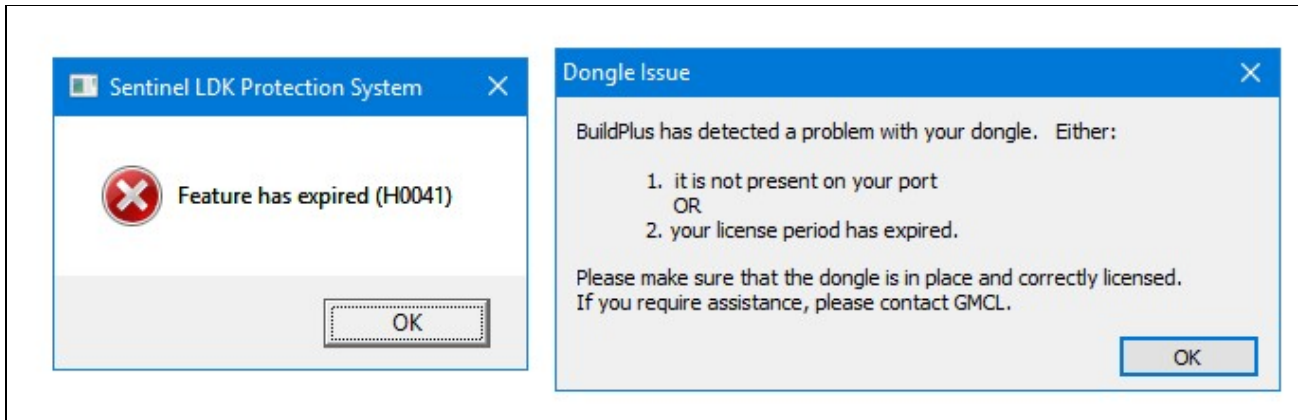 Sentinel LDK Protection System
Feature has expired (H0041)
OK
Dongle Issue
BuildPlus has detected a problem with your dongle.   Either:
1. it is not present on your port
OR
2. your license period has expired.
Please make sure that the dongle is in place and correctly licensed.
If you require assistance, please contact GMCL.
OK